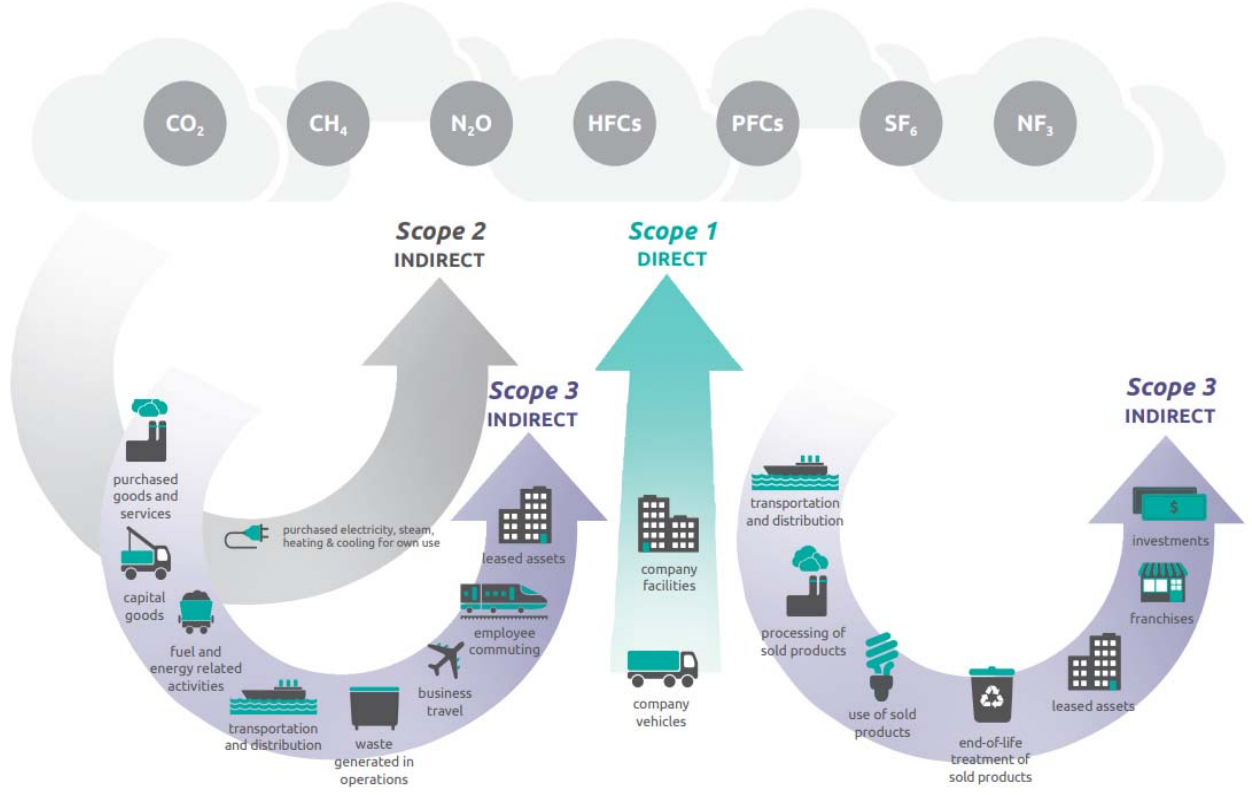 CO₂
CH₄
N₂O
HFCs
PFCs
SF₆
NF₃
Scope 2
INDIRECT
Scope 1
DIRECT
Scope 3
INDIRECT
Scope 3
INDIRECT
purchased
goods and
services
capital
goods
fuel and
energy related
activities
transportation
and distribution
waste
generated in
operations
business
travel
employee
commuting
leased assets
purchased electricity, steam,
heating & cooling for own use
company
facilities
company
vehicles
transportation
and distribution
processing of
sold products
use of sold
products
end-of-life
treatment of
sold products
leased assets
franchises
$
investments